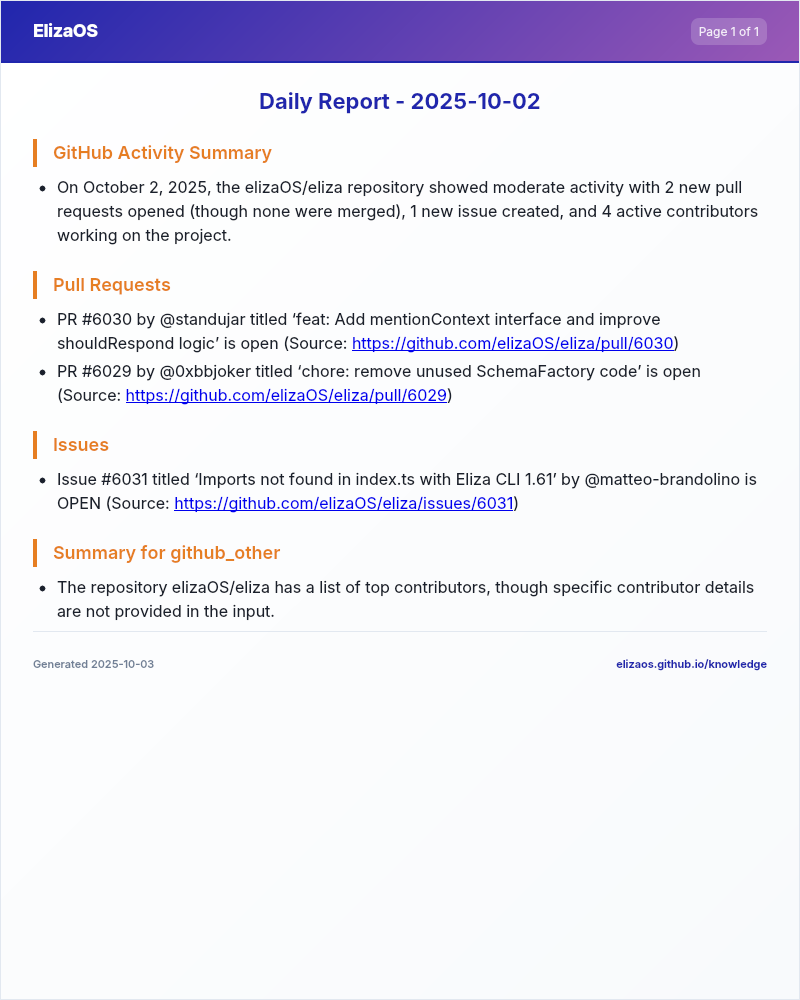 ElizaOS
Page 1 of 1
Daily Report - 2025-10-02
GitHub Activity Summary
• On October 2, 2025, the elizaOS/eliza repository showed moderate activity with 2 new pull
requests opened (though none were merged), 1 new issue created, and 4 active contributors
working on the project.
Pull Requests
• PR #6030 by @standujar titled ‘feat: Add mentionContext interface and improve
shouldRespond logic’ is open (Source: https://github.com/elizaOS/eliza/pull/6030)
• PR #6029 by @0xbbjoker titled ‘chore: remove unused SchemaFactory code’ is open
(Source: https://github.com/elizaOS/eliza/pull/6029)
Issues
• Issue #6031 titled ‘Imports not found in index.ts with Eliza CLI 1.61’ by @matteo-brandolino is
OPEN (Source: https://github.com/elizaOS/eliza/issues/6031)
Summary for github_other
• The repository elizaOS/eliza has a list of top contributors, though specific contributor details
are not provided in the input.
Generated 2025-10-03
elizaos.github.io/knowledge